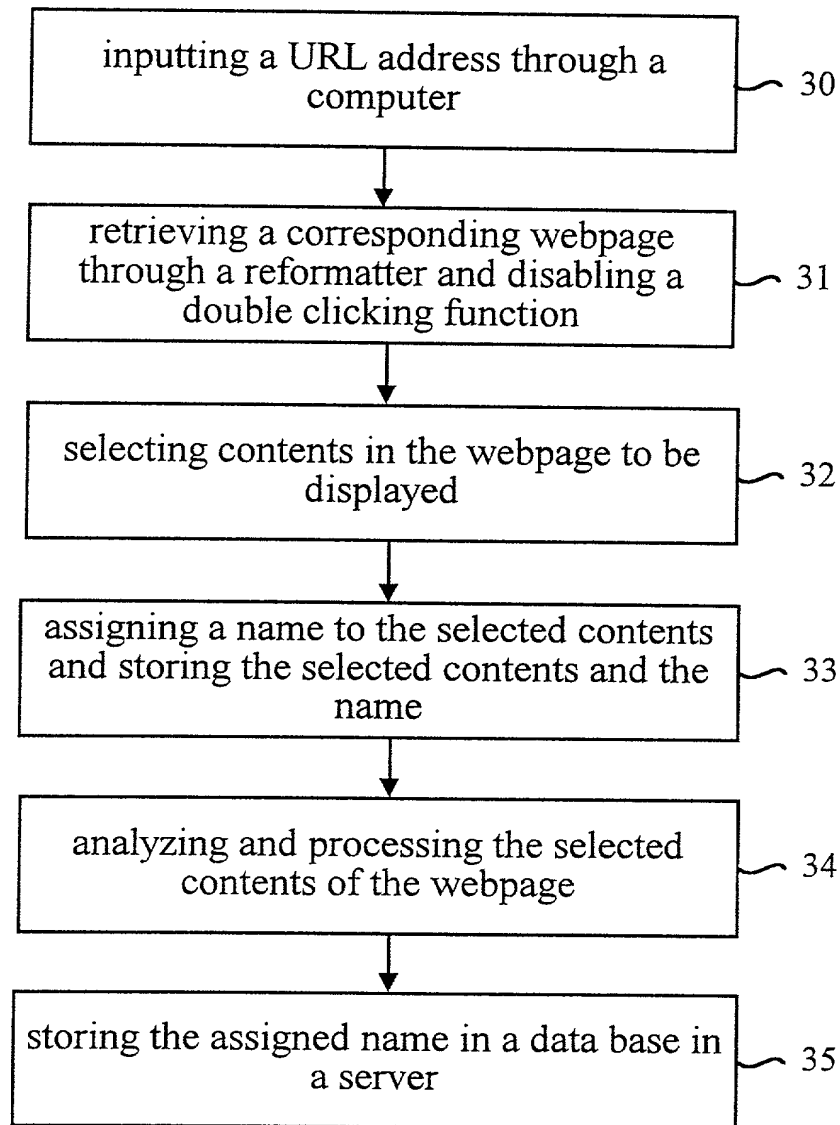 inputting a URL address through a
computer
30
retrieving a corresponding webpage
through a reformatter and disabling a
double clicking function
31
selecting contents in the webpage to be
displayed
32
assigning a name to the selected contents
and storing the selected contents and the
name
33
analyzing and processing the selected
contents of the webpage
34
storing the assigned name in a data base in
a server
35